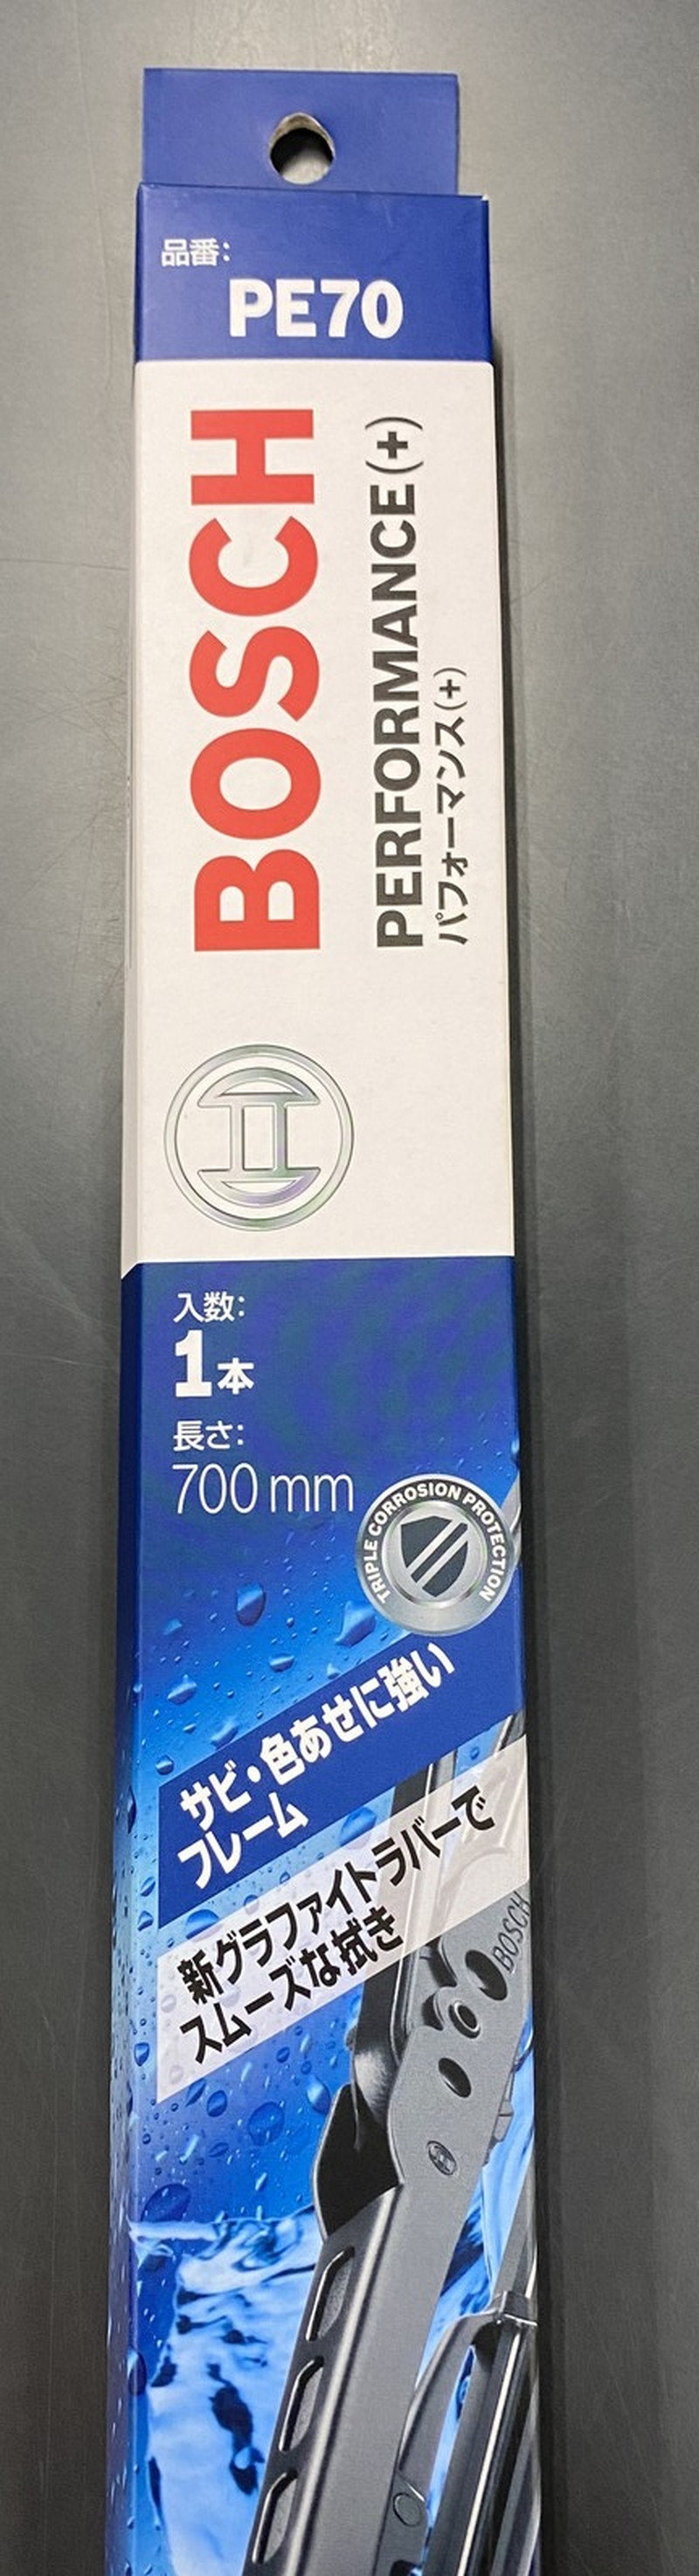 品番:
PE70
BOSCH
PERFORMANCE(+)
パフォーマンス(+)
入数:
1本
長さ:
700 mm
TRIPLE CORROSION PROTECTION
サビ・色あせに強い
フレーム
新グラファイトラバーで
スムーズな拭き
BOSCH